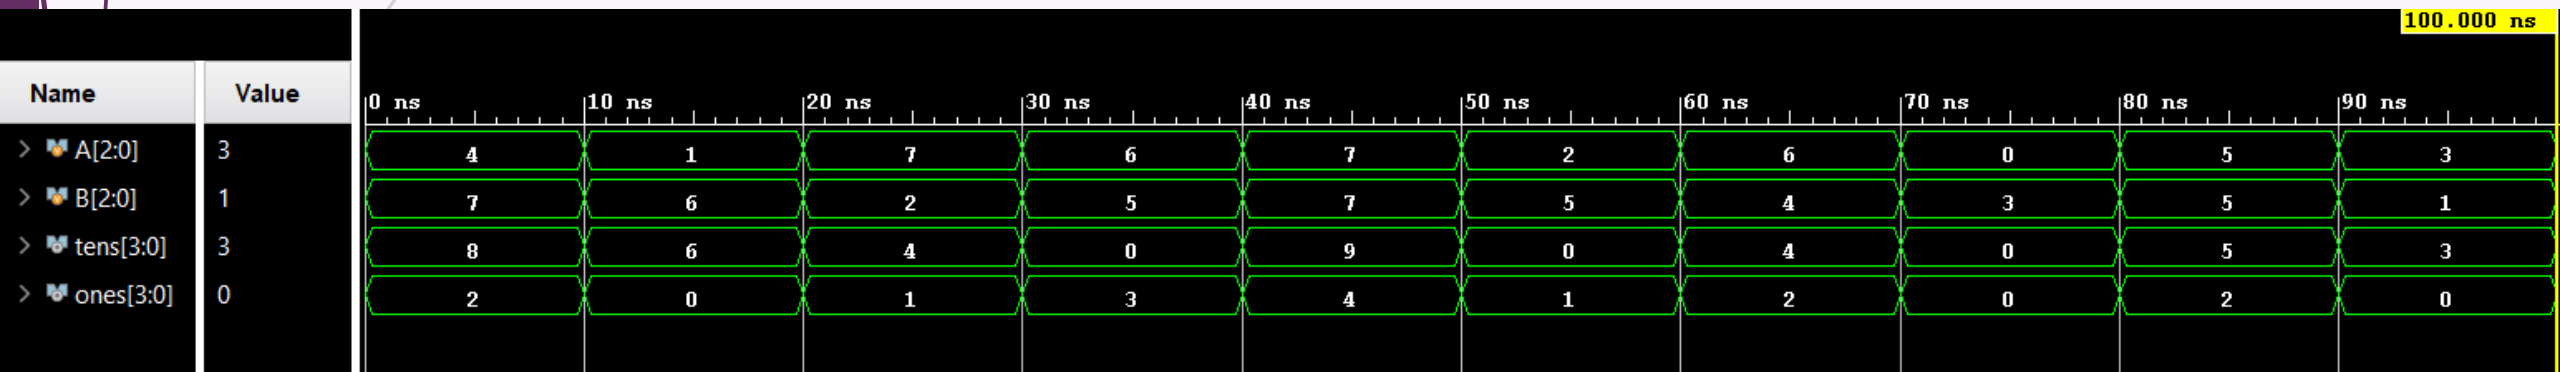 100.000 ns
Name Value 0 ns 10 ns 20 ns 30 ns 40 ns 50 ns 60 ns 70 ns 80 ns 90 ns
A[2:0] 3 4 1 7 6 7 2 6 0 5 3
B[2:0] 1 7 6 2 5 7 5 4 3 5 1
tens[3:0] 3 8 6 4 0 9 0 4 0 5 3
ones[3:0] 0 2 0 1 3 4 1 2 0 2 0